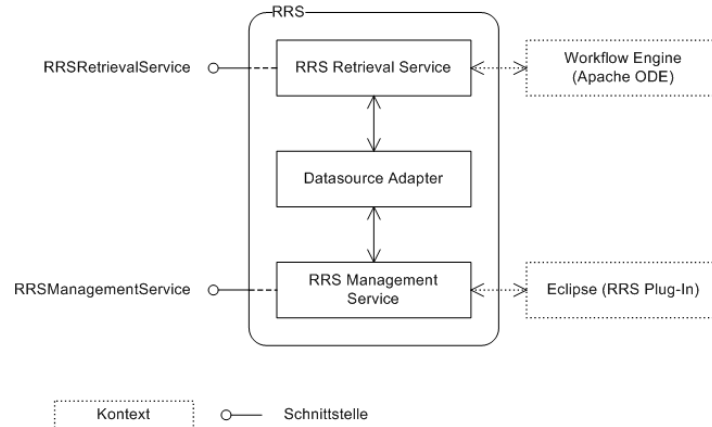 RRS
RRSRetrievalService
RRS Retrieval Service
Workflow Engine
(Apache ODE)
Datasource Adapter
RRSManagementService
RRS Management
Service
Eclipse (RRS Plug-In)
Kontext
Schnittstelle